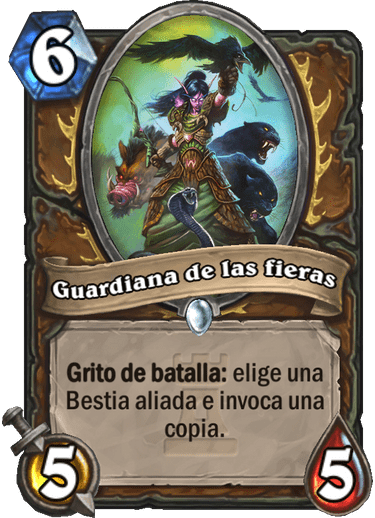 6
Guardiana de las fieras
Grito de batalla: elige una
Bestia aliada e invoca una
copia.
5
5